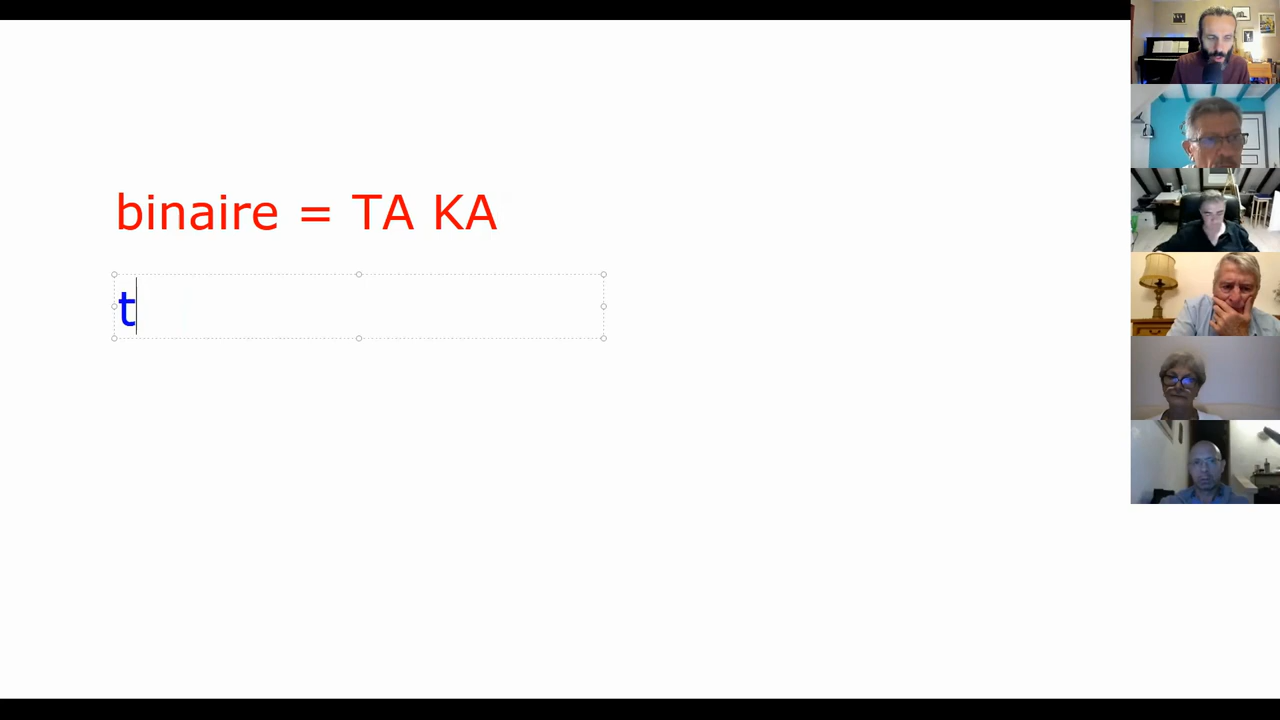 binaire = TA KA
t